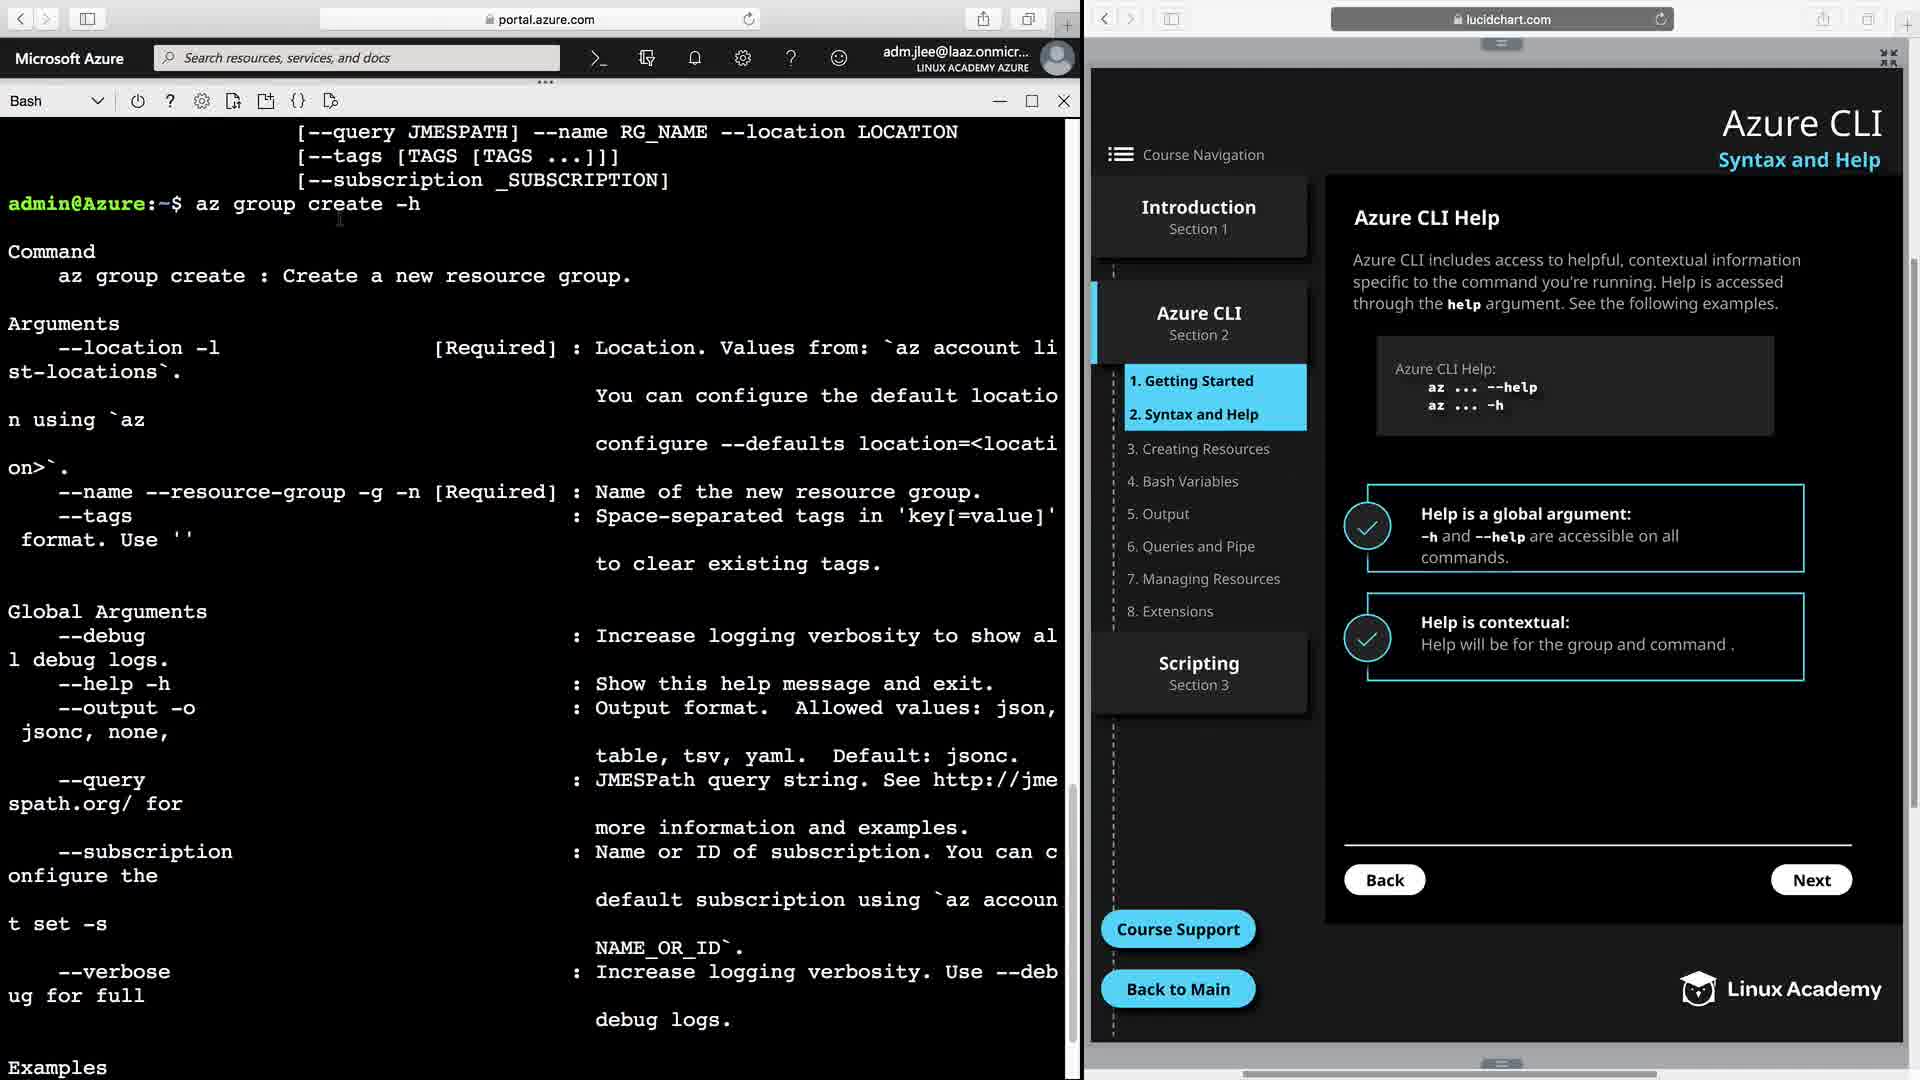 portal.azure.com
Microsoft Azure
Search resources, services, and docs
adm.jlee@laaz.onmicr...
LINUX ACADEMY AZURE
Bash
[--query JMESPATH] --name RG_NAME --location LOCATION
[--tags [TAGS [TAGS ...]]]
[--subscription _SUBSCRIPTION]
admin@Azure:~$ az group create -h
Command
az group create : Create a new resource group.
Arguments
--location -l [Required] : Location. Values from: `az account li
st-locations`.
You can configure the default locatio
n using `az
configure --defaults location=<locati
on>`.
--name --resource-group -g -n [Required] : Name of the new resource group.
--tags : Space-separated tags in 'key[=value]'
format. Use ''
to clear existing tags.
Global Arguments
--debug : Increase logging verbosity to show al
l debug logs.
--help -h : Show this help message and exit.
--output -o : Output format.  Allowed values: json,
jsonc, none,
table, tsv, yaml.  Default: jsonc.
--query : JMESPath query string. See http://jme
spath.org/ for
more information and examples.
--subscription : Name or ID of subscription. You can c
onfigure the
default subscription using `az accoun
t set -s
NAME_OR_ID`.
--verbose : Increase logging verbosity. Use --deb
ug for full
debug logs.
Examples
lucidchart.com
Azure CLI
Syntax and Help
Course Navigation
Introduction
Section 1
Azure CLI
Section 2
1. Getting Started
2. Syntax and Help
3. Creating Resources
4. Bash Variables
5. Output
6. Queries and Pipe
7. Managing Resources
8. Extensions
Scripting
Section 3
Course Support
Back to Main
Azure CLI Help
Azure CLI includes access to helpful, contextual information
specific to the command you're running. Help is accessed
through the help argument. See the following examples.
Azure CLI Help:
az ... --help
az ... -h
Help is a global argument:
-h and --help are accessible on all
commands.
Help is contextual:
Help will be for the group and command .
Back
Next
Linux Academy